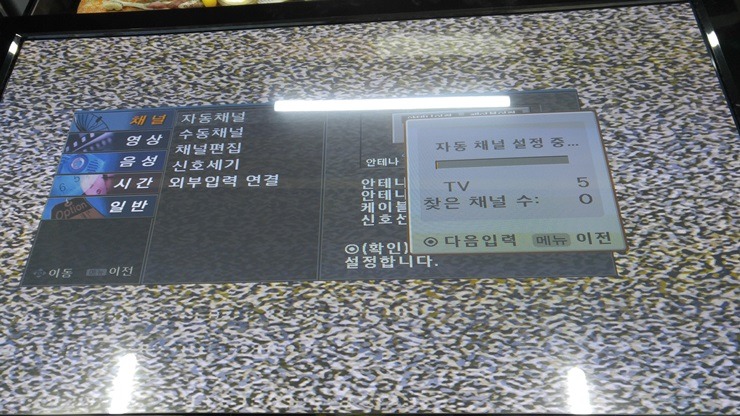 채널
영상
음성
시간
일반
이동
이전
자동채널
수동채널
채널편집
신호세기
외부입력 연결
안테나
안테나
안테나
케이블
신호선
⊙(확인)
설정합니다.
자동 채널 설정 중...
TV 5
찾은 채널 수: 0
⊙ 다음입력 메뉴 이전